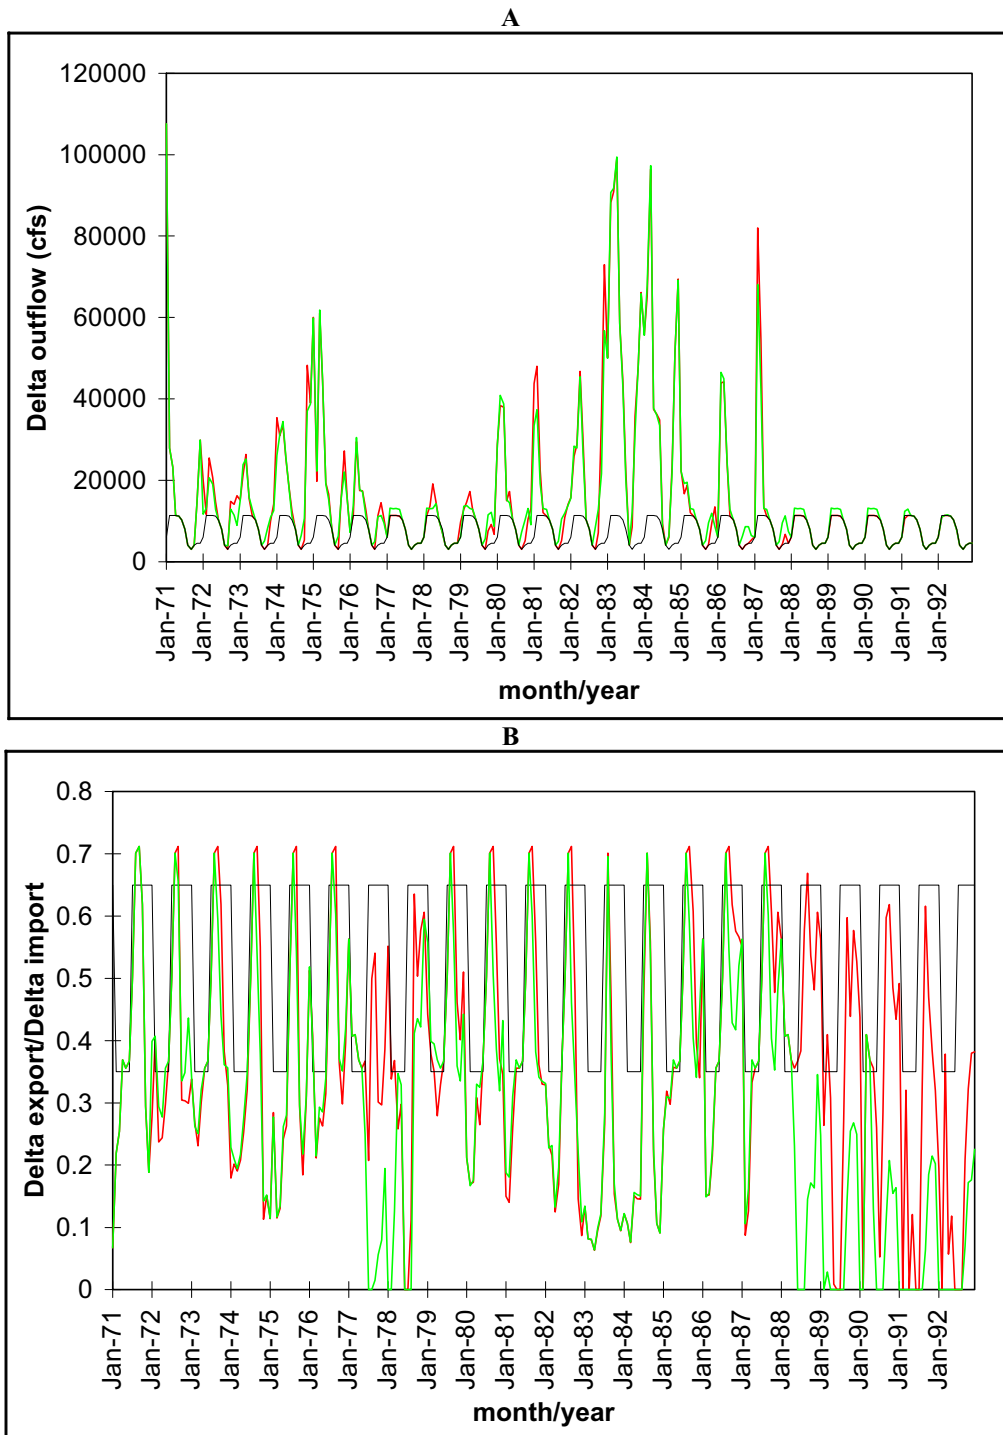 A
120000
100000
80000
60000
40000
20000
0
Delta outflow (cfs)
Jan-71
Jan-72
Jan-73
Jan-74
Jan-75
Jan-76
Jan-77
Jan-78
Jan-79
Jan-80
Jan-81
Jan-82
Jan-83
Jan-84
Jan-85
Jan-86
Jan-87
Jan-88
Jan-89
Jan-90
Jan-91
Jan-92
month/year
B
0.8
0.7
0.6
0.5
0.4
0.3
0.2
0.1
0
Delta export/Delta import
Jan-71
Jan-72
Jan-73
Jan-74
Jan-75
Jan-76
Jan-77
Jan-78
Jan-79
Jan-80
Jan-81
Jan-82
Jan-83
Jan-84
Jan-85
Jan-86
Jan-87
Jan-88
Jan-89
Jan-90
Jan-91
Jan-92
month/year